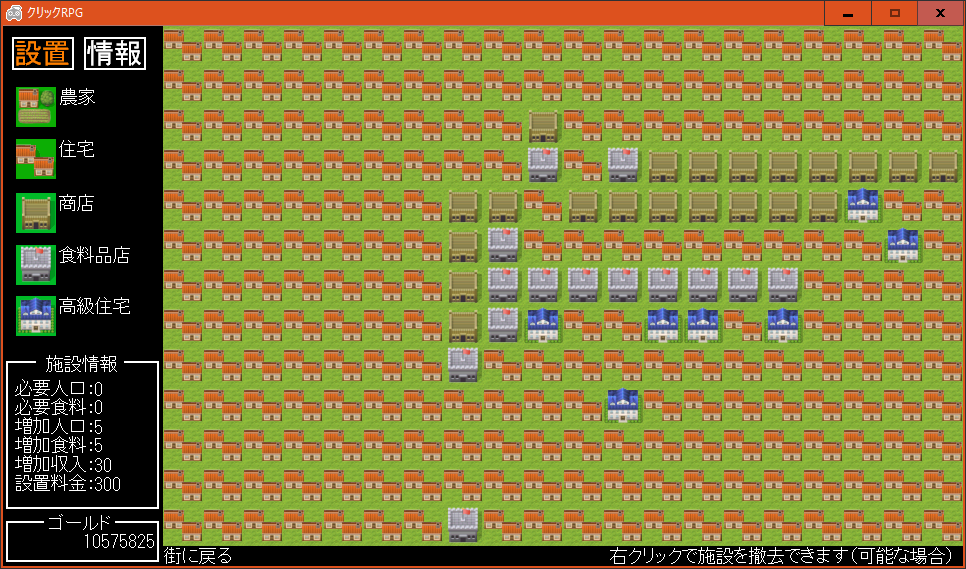 クリックRPG
設置 情報
農家
住宅
商店
食料品店
高級住宅
施設情報
必要人口:0
必要食料:0
増加人口:5
増加食料:5
増加収入:30
設置料金:300
ゴールド
10575825
街に戻る
右クリックで施設を撤去できます(可能な場合)